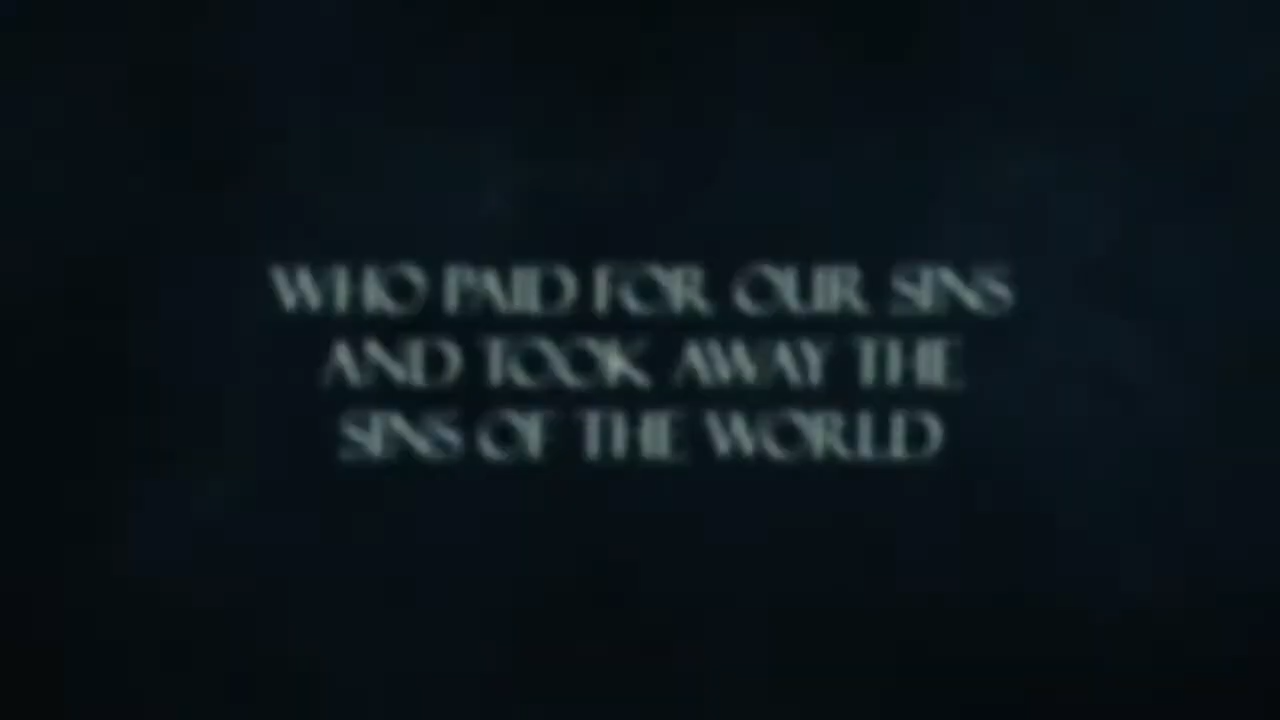 WHO PAID FOR OUR SINS
AND TOOK AWAY THE
SINS OF THE WORLD